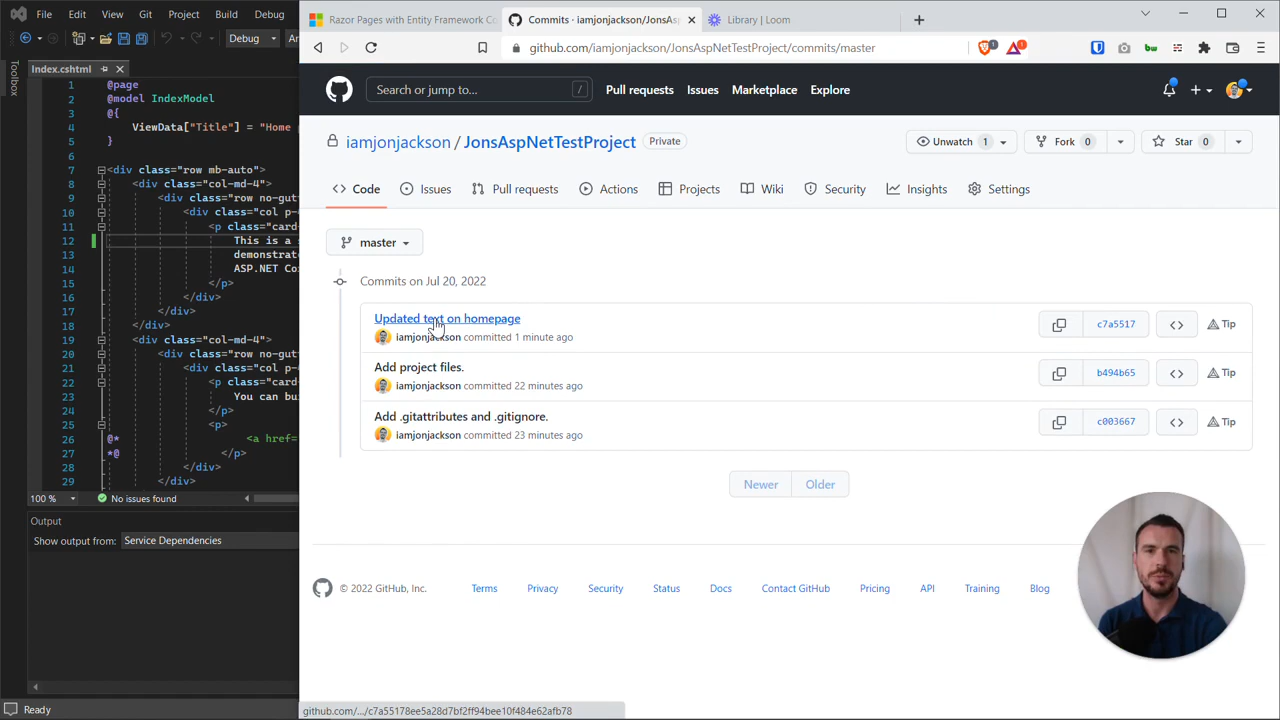 File Edit View Git Project Build Debug
Debug
Toolbox
Index.cshtml
1 @page
2 @model IndexModel
3 @{
4 ViewData["Title"] = "Home
5 }
6
7 <div class="row mb-auto">
8 <div class="col-md-4">
9 <div class="row no-gut
10 <div class="col p-
11 <p class="card
12 This is a
13 demonstrat
14 ASP.NET Co
15 </p>
16 </div>
17 </div>
18 </div>
19 <div class="col-md-4">
20 <div class="row no-gut
21 <div class="col p-
22 <p class="card
23 You can bu
24 </p>
25 <p>
26 @* <a href=
27 *@ </p>
28 </div>
29 </div>
100 % No issues found
Output
Show output from: Service Dependencies
Ready
Razor Pages with Entity Framework Co
Commits · iamjonjackson/JonsAsp
Library | Loom
github.com/iamjonjackson/JonsAspNetTestProject/commits/master
1 1
Search or jump to... /
Pull requests Issues Marketplace Explore
iamjonjackson / JonsAspNetTestProject Private
Unwatch 1 Fork 0 Star 0
Code Issues Pull requests Actions Projects Wiki Security Insights Settings
master
Commits on Jul 20, 2022
Updated text on homepage
iamjonjackson committed 1 minute ago
c7a5517 <> Tip
Add project files.
iamjonjackson committed 22 minutes ago
b494b65 <> Tip
Add .gitattributes and .gitignore.
iamjonjackson committed 23 minutes ago
c003667 <> Tip
Newer Older
© 2022 GitHub, Inc. Terms Privacy Security Status Docs Contact GitHub Pricing API Training Blog
github.com/.../c7a55178ee5a28d7bf2ff94bee10f484e62afb78